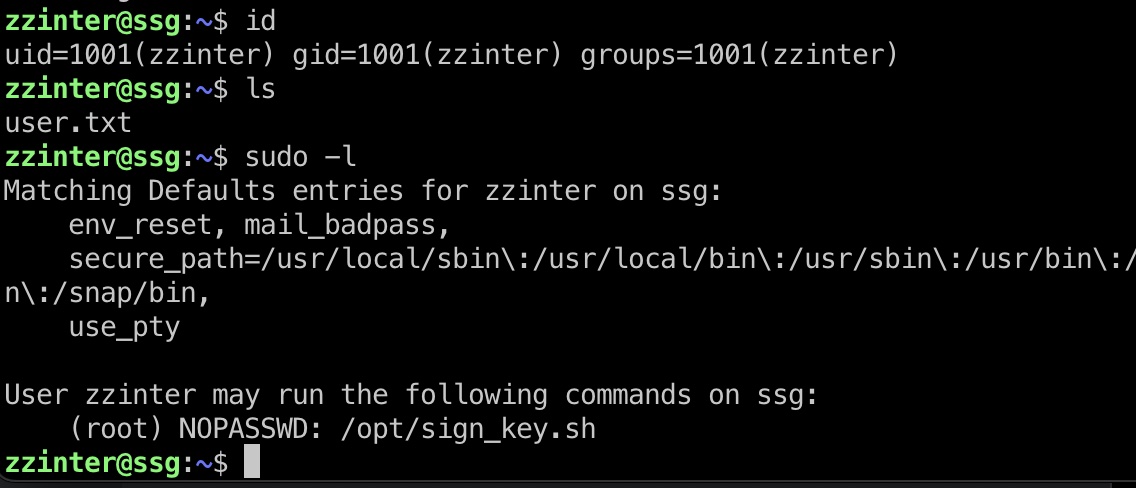 zzinter@ssg:~$ id
uid=1001(zzinter) gid=1001(zzinter) groups=1001(zzinter)
zzinter@ssg:~$ ls
user.txt
zzinter@ssg:~$ sudo -l
Matching Defaults entries for zzinter on ssg:
    env_reset, mail_badpass,
    secure_path=/usr/local/sbin\:/usr/local/bin\:/usr/sbin\:/usr/bin\:/
n\:/snap/bin,
    use_pty

User zzinter may run the following commands on ssg:
    (root) NOPASSWD: /opt/sign_key.sh
zzinter@ssg:~$